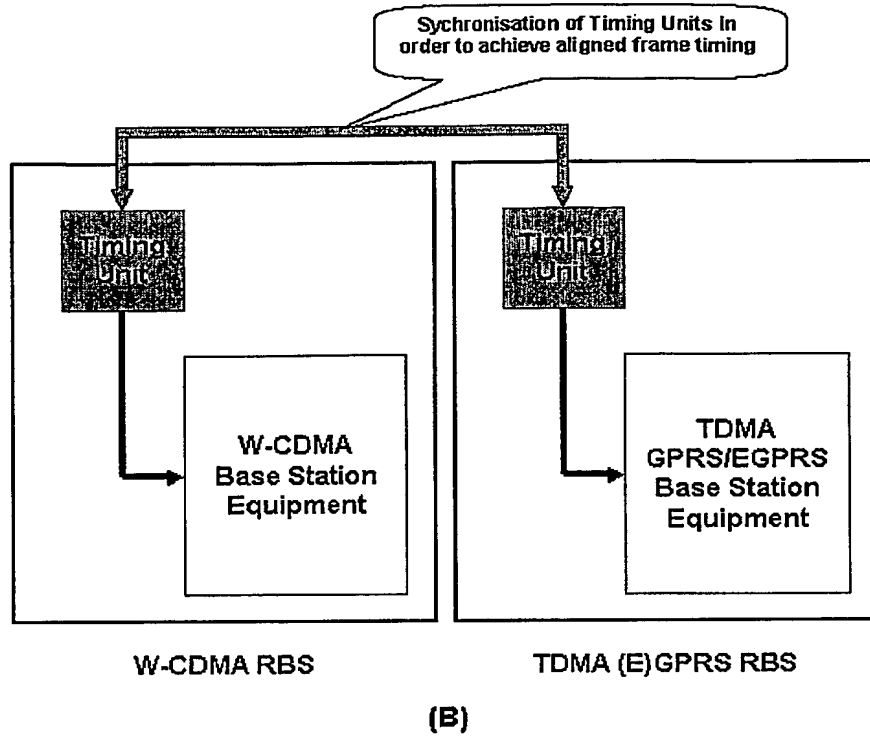 Sychronisation of Timing Units in
order to achieve aligned frame timing
Timing
Unit
Timing
Unit
W-CDMA
Base Station
Equipment
TDMA
GPRS/EGPRS
Base Station
Equipment
W-CDMA RBS
TDMA (E)GPRS RBS
(B)